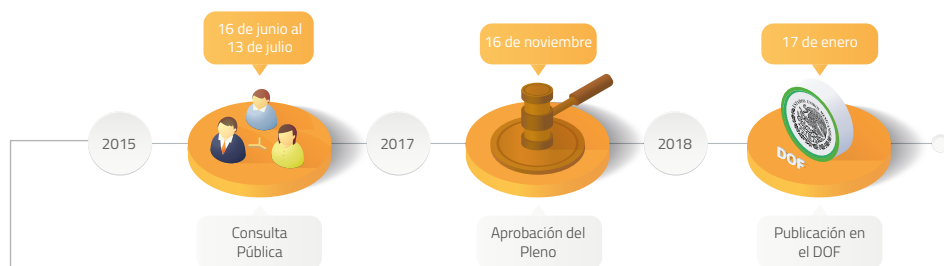 16 de junio al
13 de julio
16 de noviembre
17 de enero
2015
2017
2018
DOF
Consulta
Pública
Aprobación del
Pleno
Publicación en
el DOF